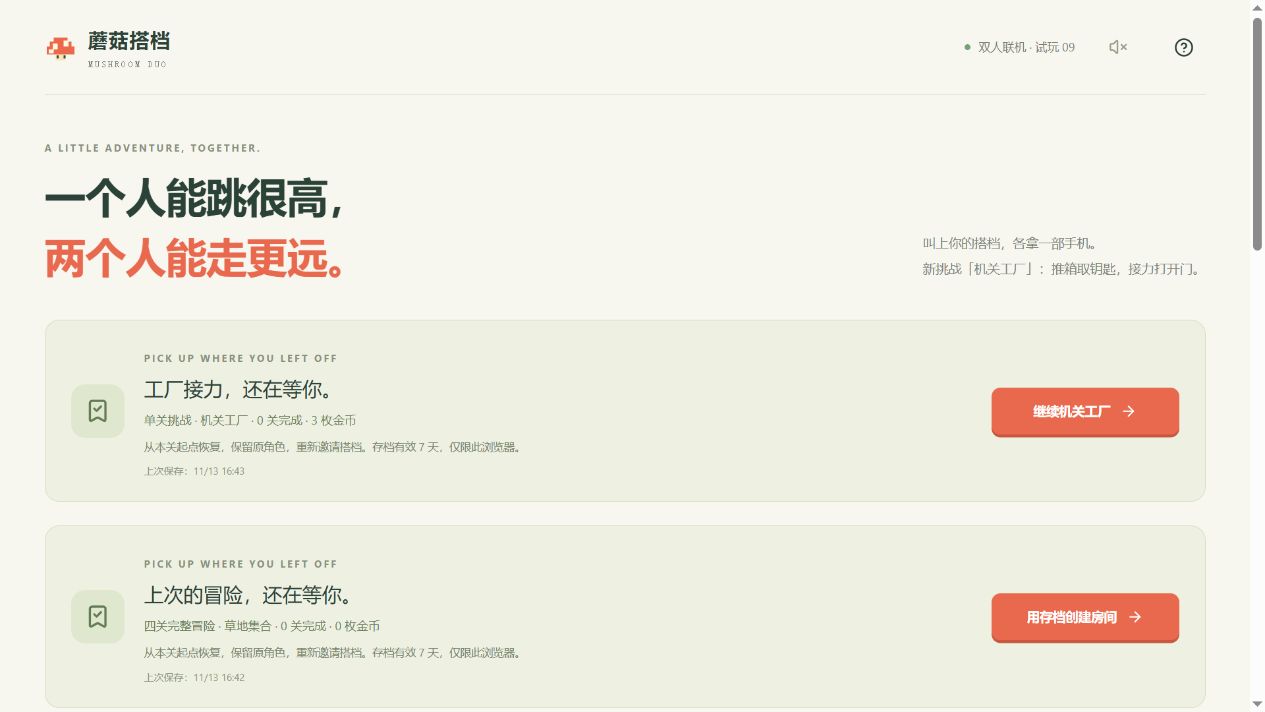 蘑菇搭档
MUSHROOM DUO
双人联机 · 试玩 09
A LITTLE ADVENTURE, TOGETHER.
一个人能跳很高，
两个人能走更远。
叫上你的搭档，各拿一部手机。
新挑战「机关工厂」：推箱取钥匙，接力打开门。
PICK UP WHERE YOU LEFT OFF
工厂接力，还在等你。
单关挑战 · 机关工厂 · 0 关完成 · 3 枚金币
从本关起点恢复，保留原角色，重新邀请搭档。存档有效 7 天，仅限此浏览器。
上次保存：11/13 16:43
继续机关工厂 →
PICK UP WHERE YOU LEFT OFF
上次的冒险，还在等你。
四关完整冒险 · 草地集合 · 0 关完成 · 0 枚金币
从本关起点恢复，保留原角色，重新邀请搭档。存档有效 7 天，仅限此浏览器。
上次保存：11/13 16:42
用存档创建房间 →